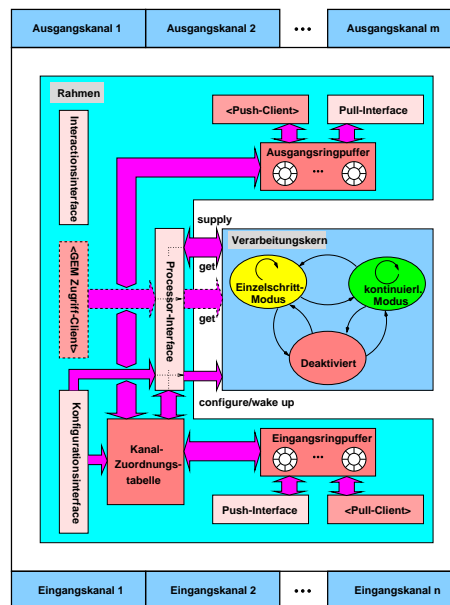 Ausgangskanal 1
Ausgangskanal 2
...
Ausgangskanal m
Rahmen
<Push-Client>
Pull-Interface
Interactionsinterface
Ausgangsringpuffer
...
supply
Verarbeitungskern
get
<GEM Zugriff-Client>
Processor-Interface
Einzelschritt-
Modus
kontinuierl.
Modus
get
Deaktiviert
configure/wake up
Konfigurationsinterface
Kanal-
Zuordnungs-
tabelle
Eingangsringpuffer
...
Push-Interface
<Pull-Client>
Eingangskanal 1
Eingangskanal 2
...
Eingangskanal n